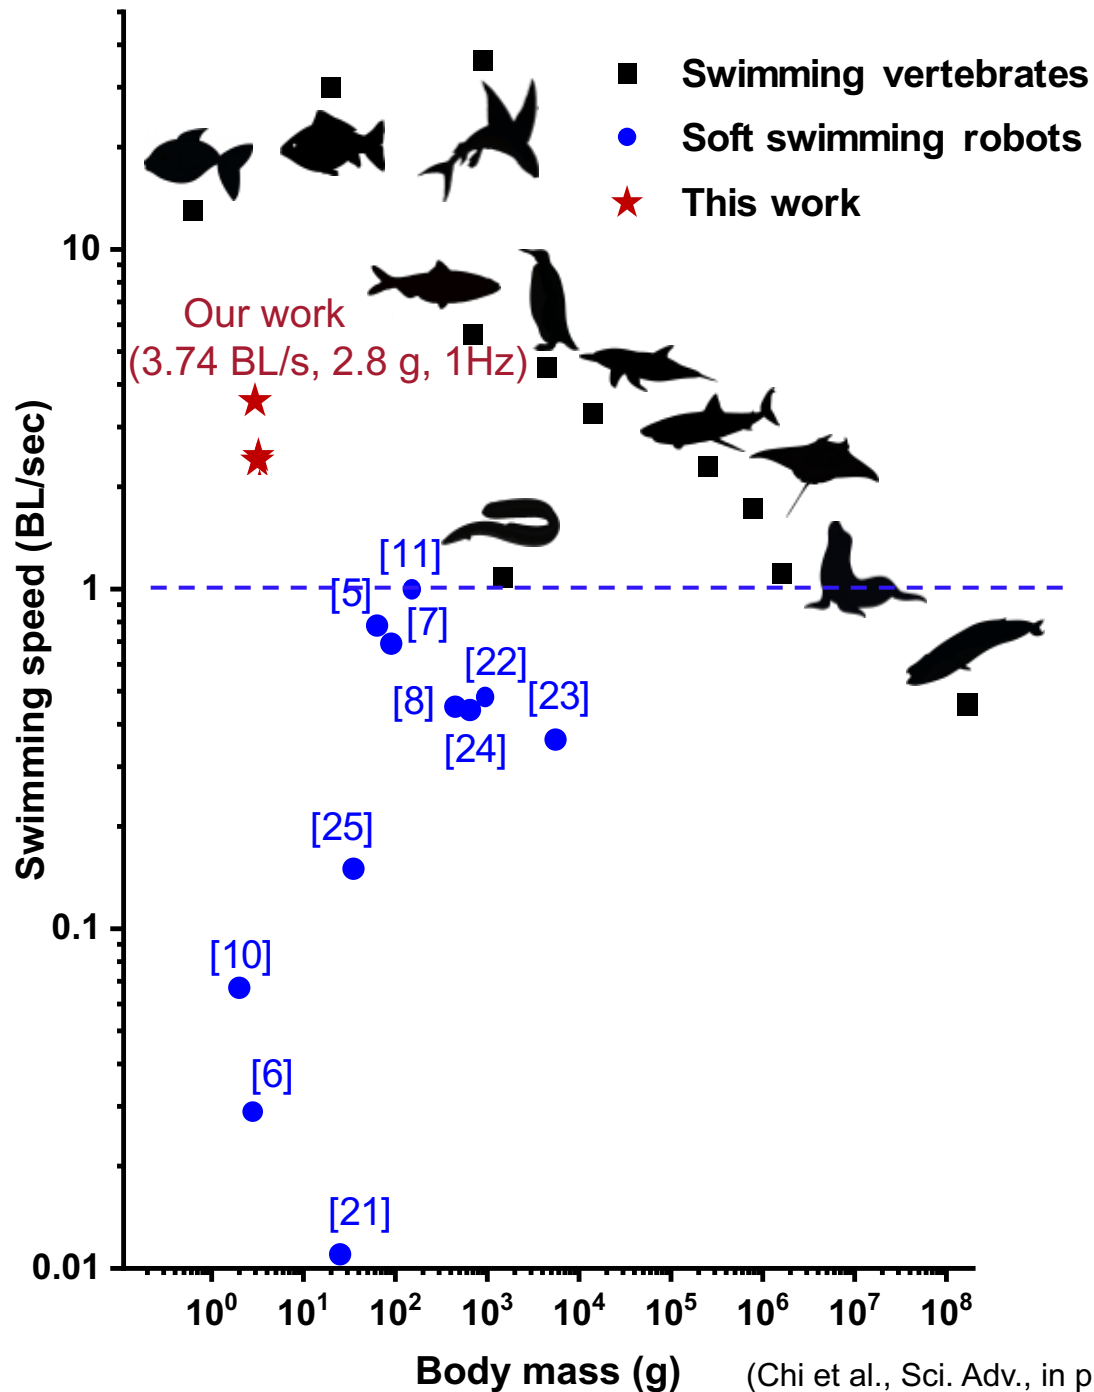 Swimming vertebrates
Soft swimming robots
This work
10
Our work
(3.74 BL/s, 2.8 g, 1Hz)
Swimming speed (BL/sec)
[11]
1
[5]
[7]
[22]
[8]
[23]
[24]
[25]
0.1
[10]
[6]
[21]
0.01
10⁰ 10¹ 10² 10³ 10⁴ 10⁵ 10⁶ 10⁷ 10⁸
Body mass (g)
(Chi et al., Sci. Adv., in p